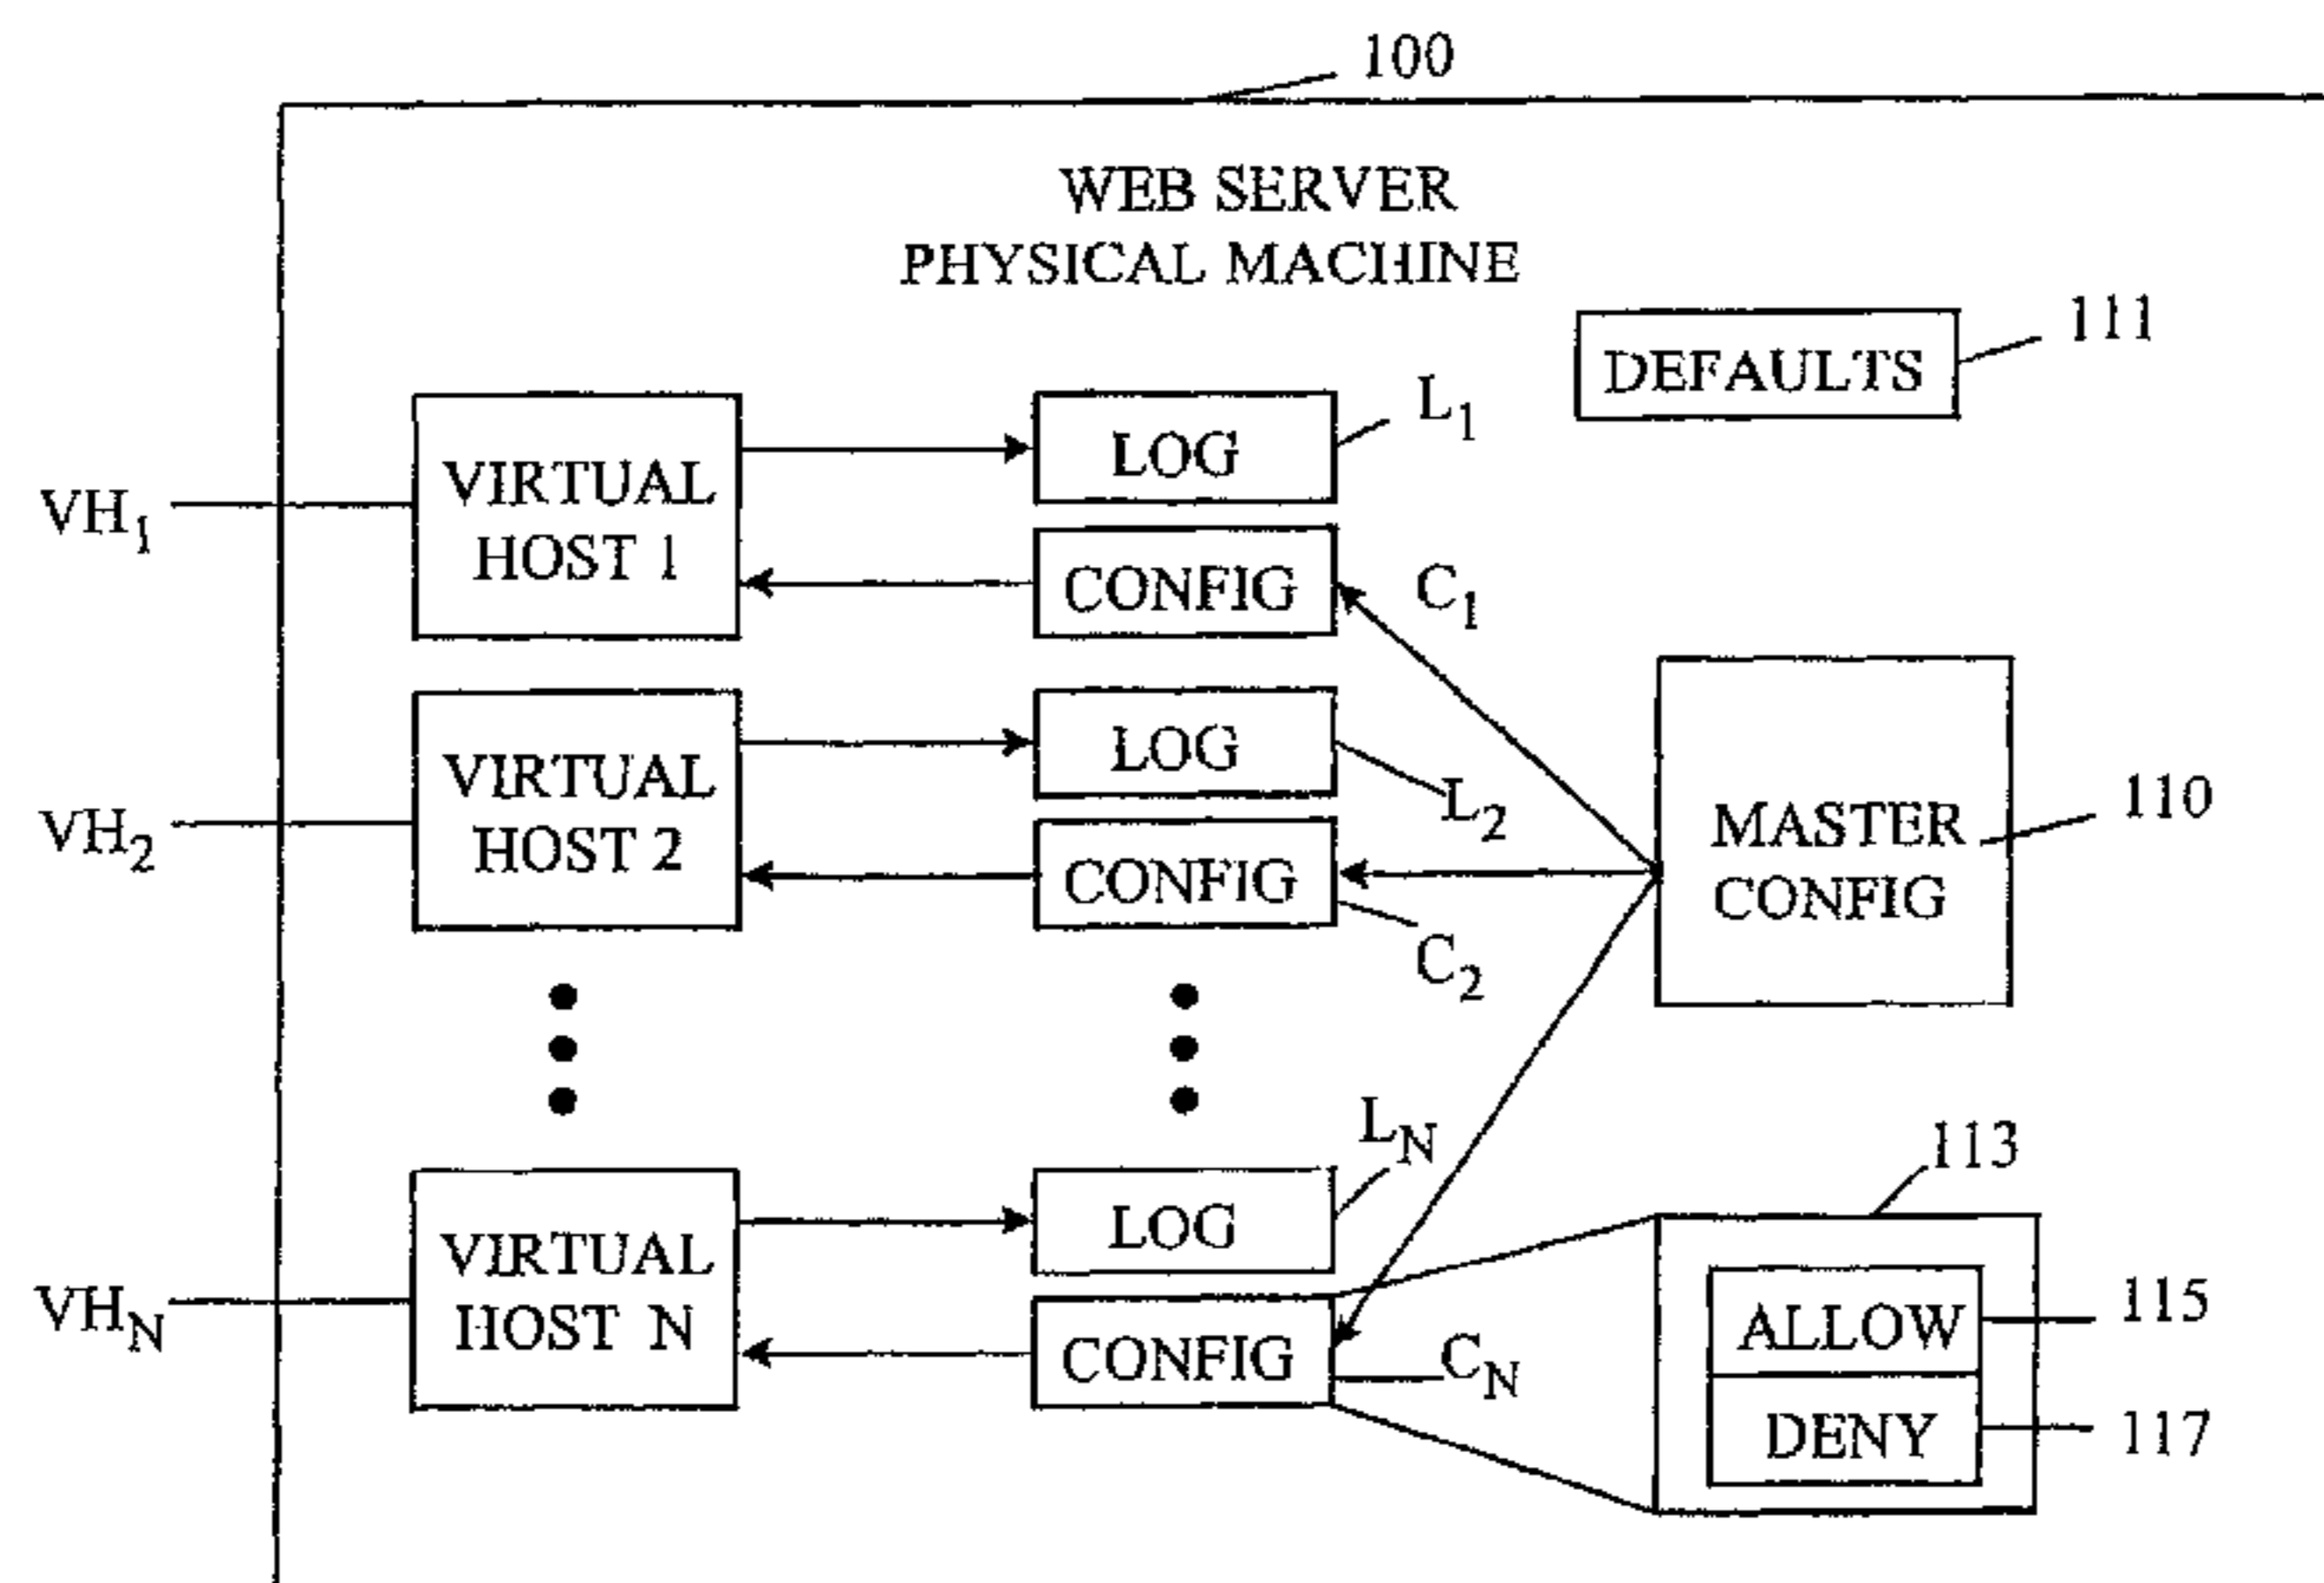 100
WEB SERVER
PHYSICAL MACHINE
DEFAULTS
111
VH1
VIRTUAL
HOST 1
LOG
L1
CONFIG
C1
VH2
VIRTUAL
HOST 2
LOG
L2
CONFIG
C2
MASTER
CONFIG
110
VHN
VIRTUAL
HOST N
LOG
LN
CONFIG
CN
113
ALLOW
115
DENY
117